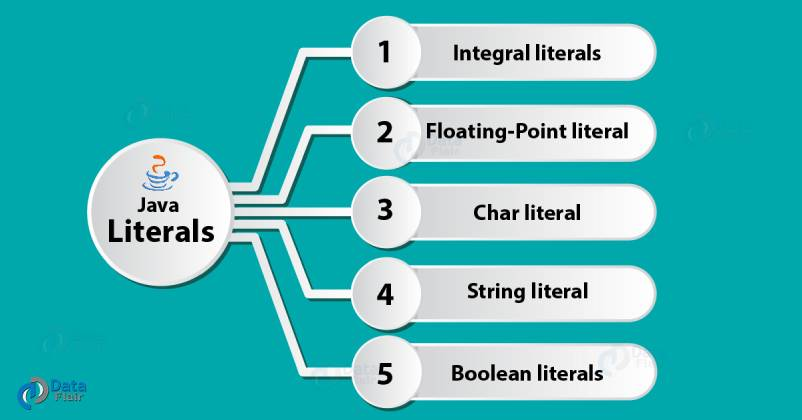 Java
Literals
1
Integral literals
2
Floating-Point literal
3
Char literal
4
String literal
5
Boolean literals
Data
Flair